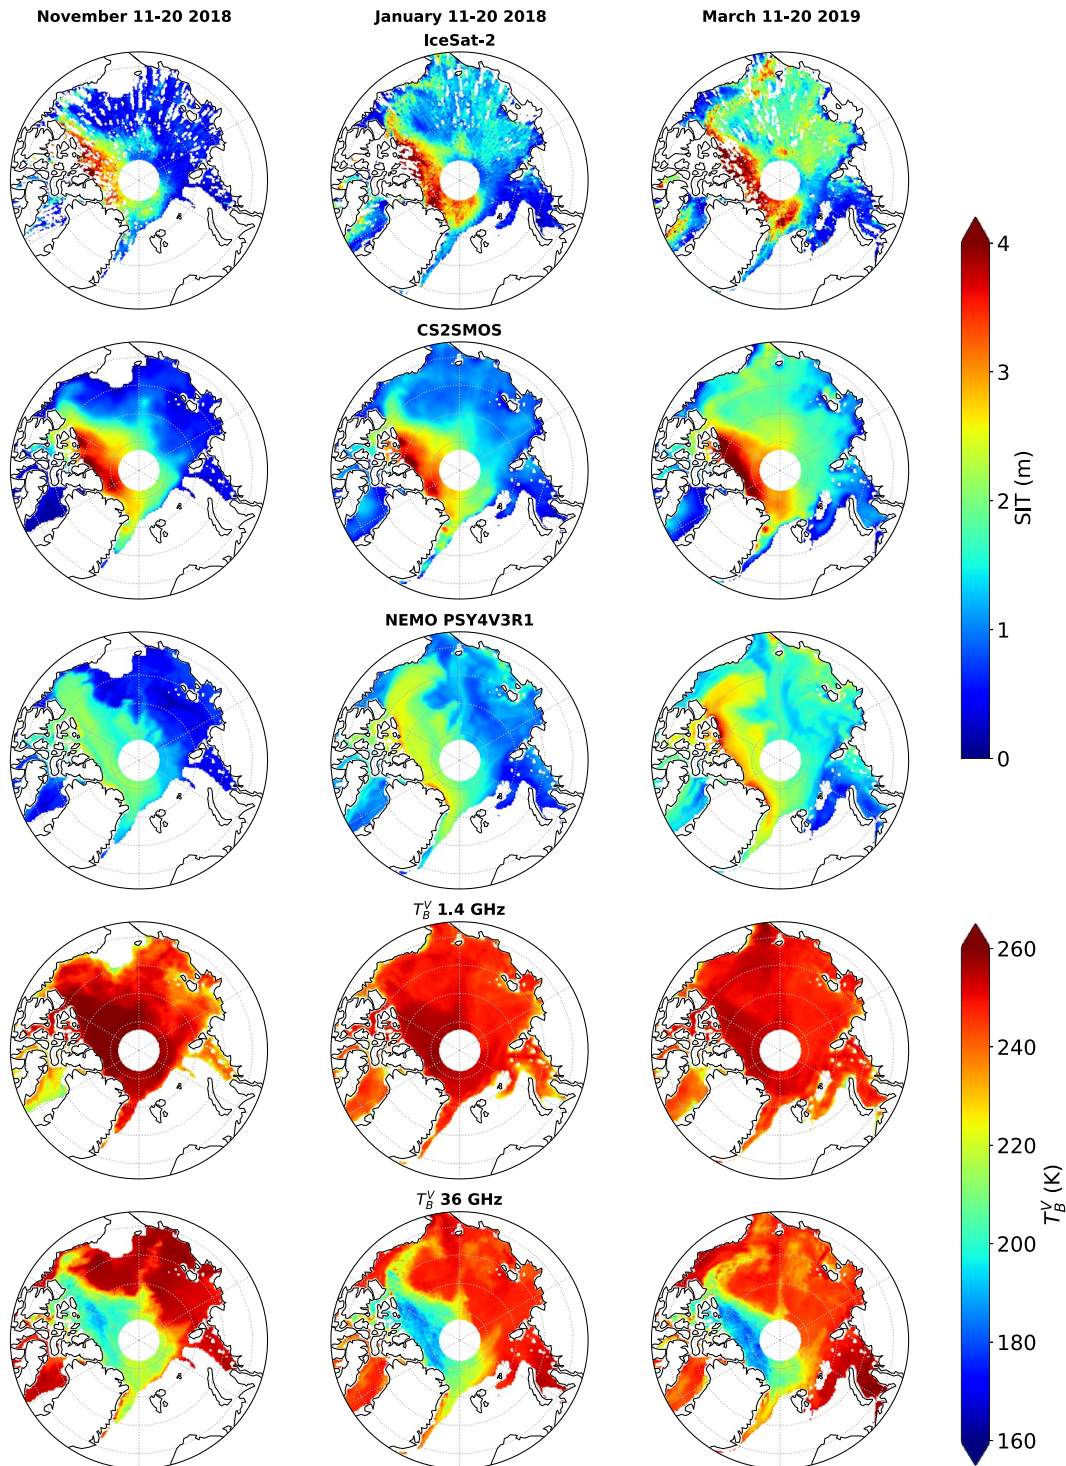 November 11-20 2018
January 11-20 2018
March 11-20 2019
IceSat-2
CS2SMOS
NEMO PSY4V3R1
T_B^V 1.4 GHz
T_B^V 36 GHz
4
3
2
1
0
SIT (m)
260
240
220
200
180
160
T_B^V (K)